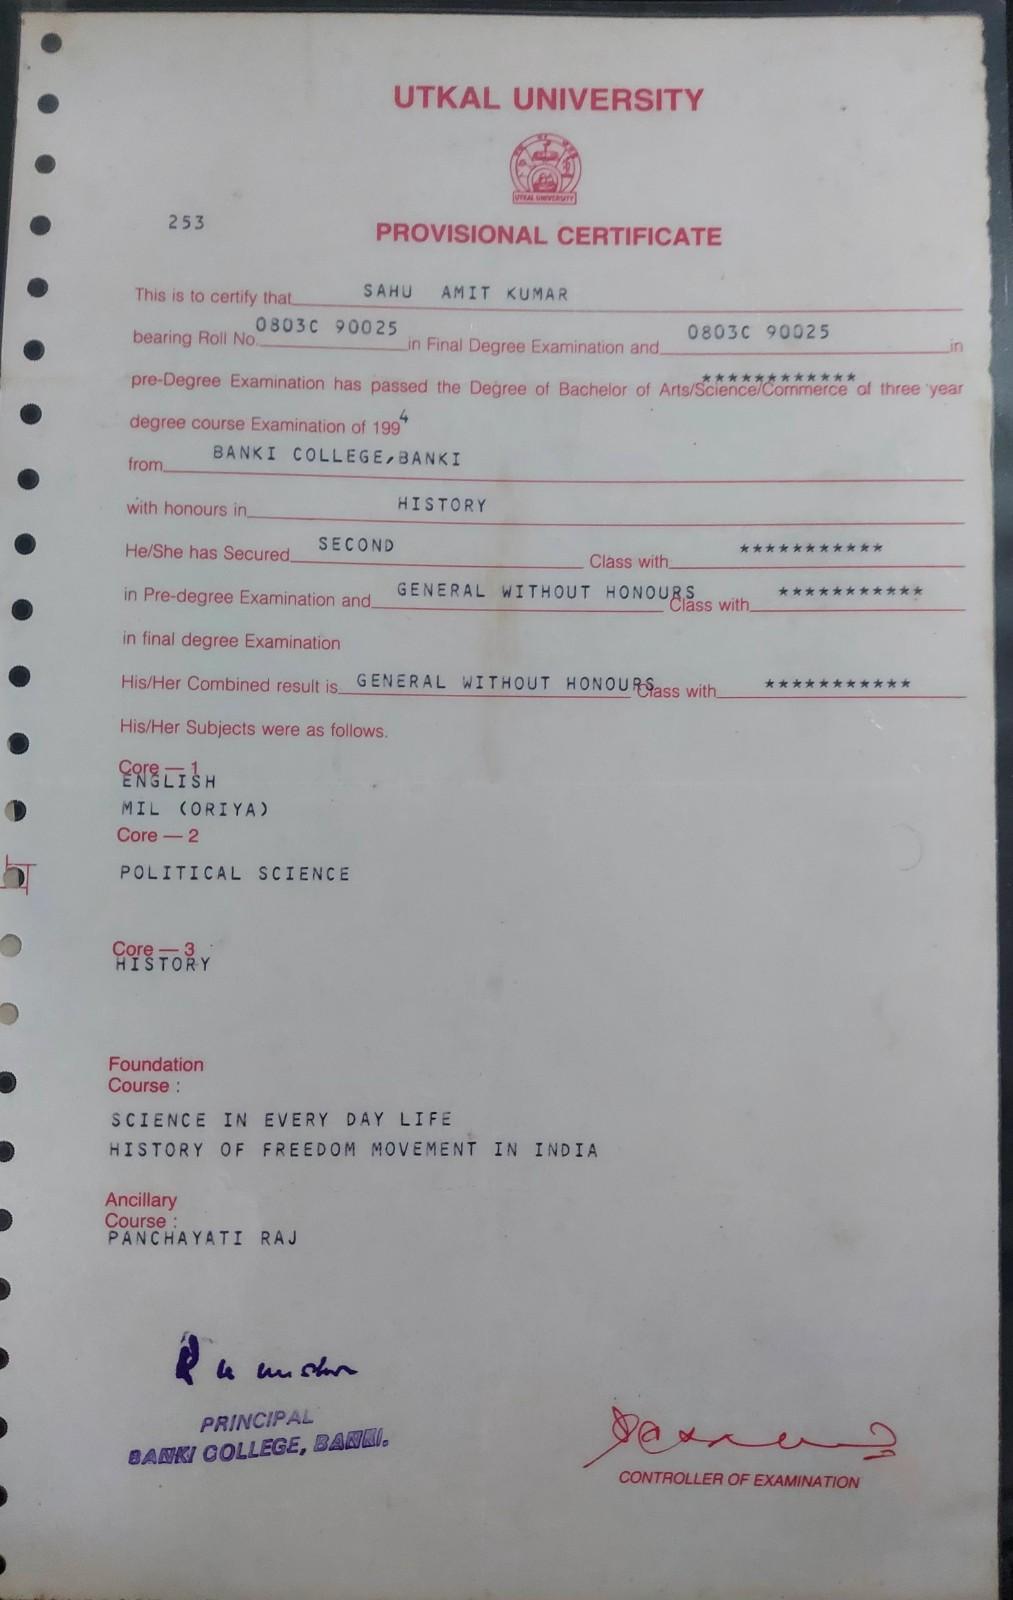 UTKAL UNIVERSITY
UTKAL UNIVERSITY
253
PROVISIONAL CERTIFICATE
This is to certify that SAHU AMIT KUMAR
bearing Roll No. 0803C 90025 in Final Degree Examination and 0803C 90025 in
pre-Degree Examination has passed the Degree of Bachelor of Arts/Science/Commerce of three year
************
degree course Examination of 1994
from BANKI COLLEGE,BANKI
with honours in HISTORY
He/She has Secured SECOND Class with ***********
in Pre-degree Examination and GENERAL WITHOUT HONOURS Class with ***********
in final degree Examination
His/Her Combined result is GENERAL WITHOUT HONOURS Class with ***********
His/Her Subjects were as follows.
Core — 1
ENGLISH
MIL (ORIYA)
Core — 2
POLITICAL SCIENCE
Core — 3
HISTORY
Foundation
Course :
SCIENCE IN EVERY DAY LIFE
HISTORY OF FREEDOM MOVEMENT IN INDIA
Ancillary
Course :
PANCHAYATI RAJ
PRINCIPAL
BANKI COLLEGE, BANKI.
CONTROLLER OF EXAMINATION